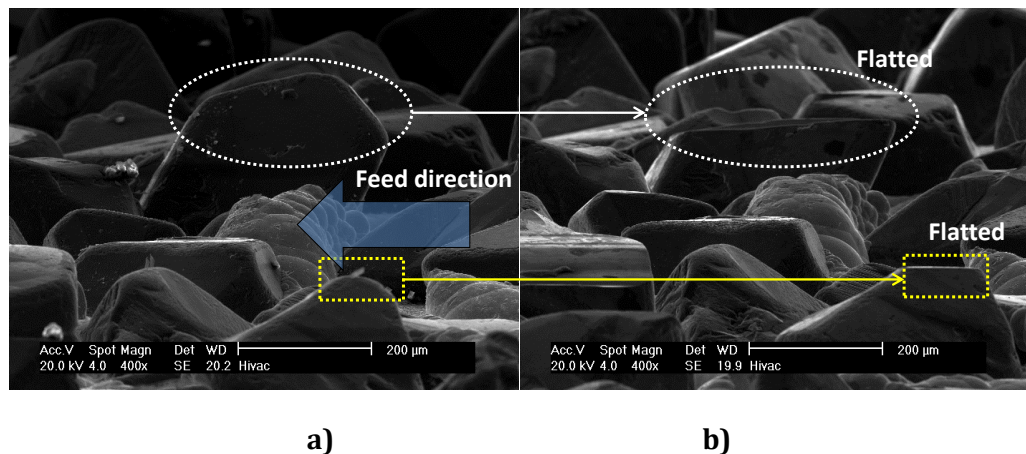 Flatted
Feed direction
Flatted
Acc.V Spot Magn Det WD 200 µm
20.0 kV 4.0 400x SE 20.2 Hivac
Acc.V Spot Magn Det WD 200 µm
20.0 kV 4.0 400x SE 19.9 Hivac
a) b)